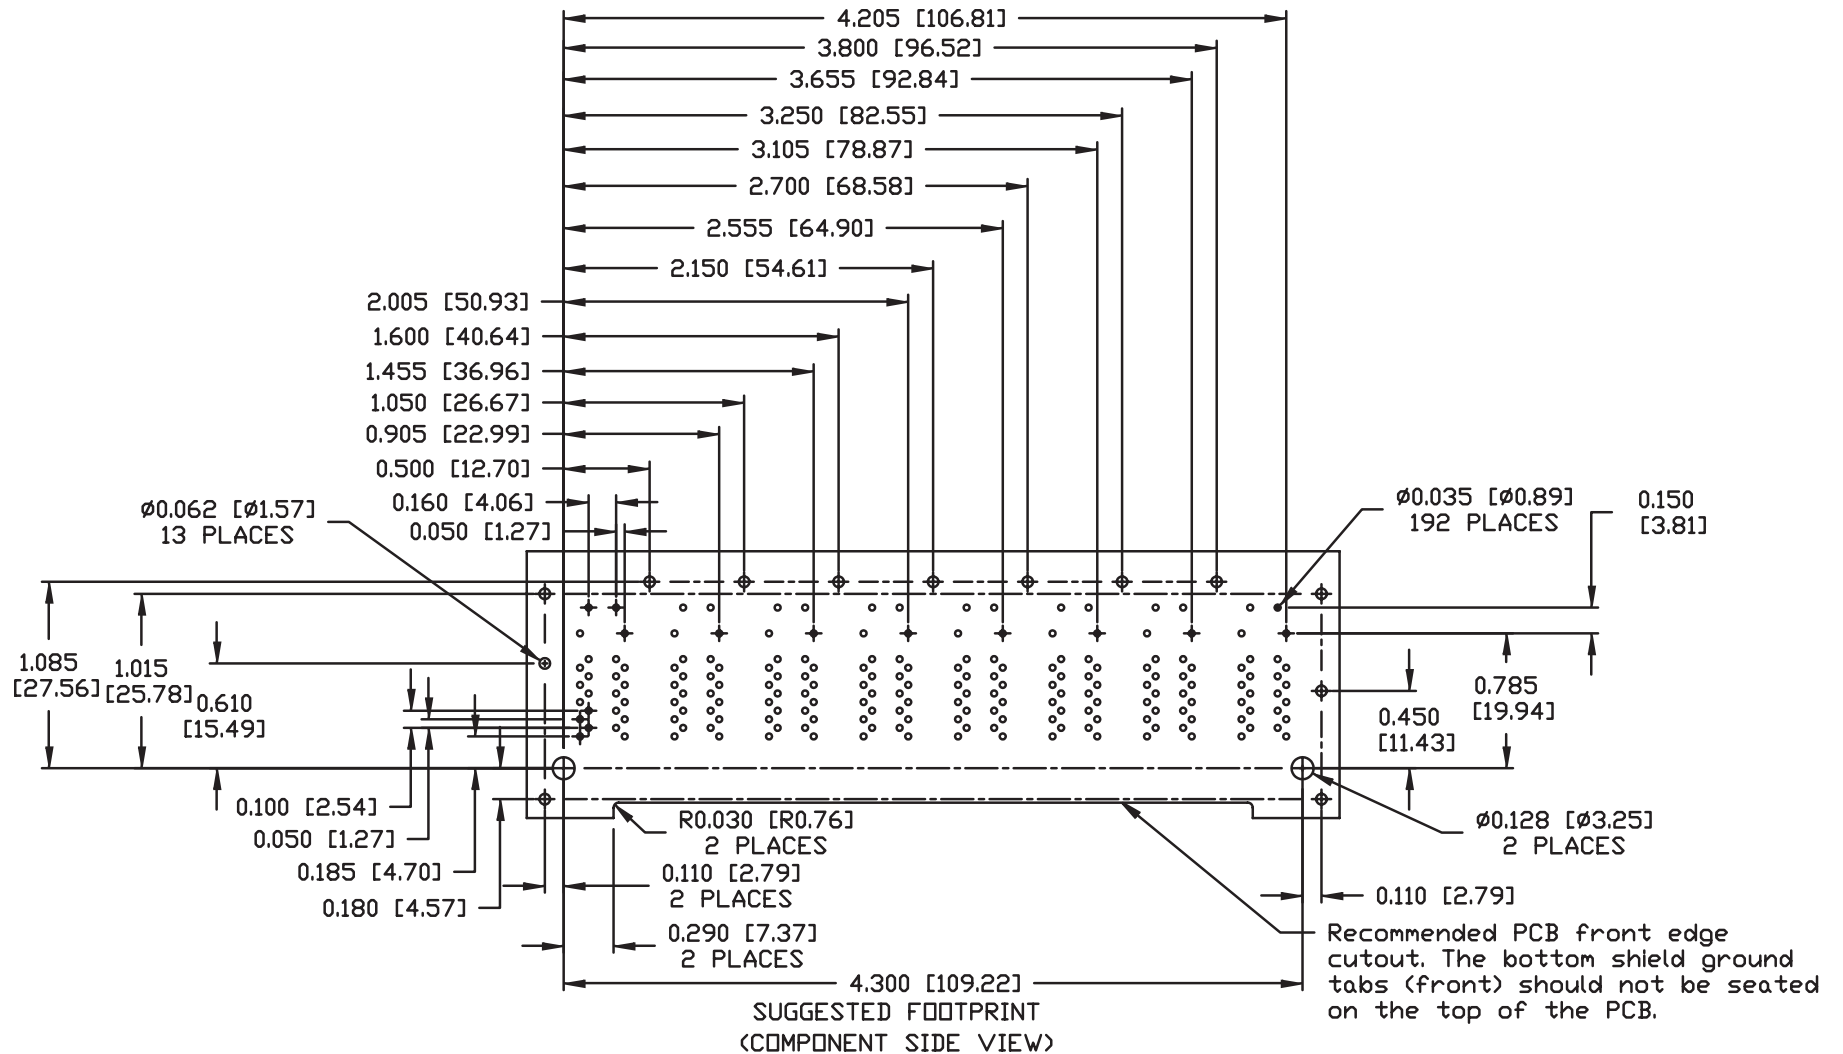 4.205 [106.81]
3.800 [96.52]
3.655 [92.84]
3.250 [82.55]
3.105 [78.87]
2.700 [68.58]
2.555 [64.90]
2.150 [54.61]
2.005 [50.93]
1.600 [40.64]
1.455 [36.96]
1.050 [26.67]
0.905 [22.99]
0.500 [12.70]
0.160 [4.06]
0.050 [1.27]
ø0.062 [ø1.57]
13 PLACES
ø0.035 [ø0.89]
192 PLACES
0.150
[3.81]
1.085
[27.56]
1.015
[25.78]
0.610
[15.49]
0.785
[19.94]
0.450
[11.43]
0.100 [2.54]
0.050 [1.27]
0.185 [4.70]
0.180 [4.57]
R0.030 [R0.76]
2 PLACES
0.110 [2.79]
2 PLACES
0.290 [7.37]
2 PLACES
ø0.128 [ø3.25]
2 PLACES
0.110 [2.79]
Recommended PCB front edge
cutout. The bottom shield ground
tabs (front) should not be seated
on the top of the PCB.
4.300 [109.22]
SUGGESTED FOOTPRINT
(COMPONENT SIDE VIEW)